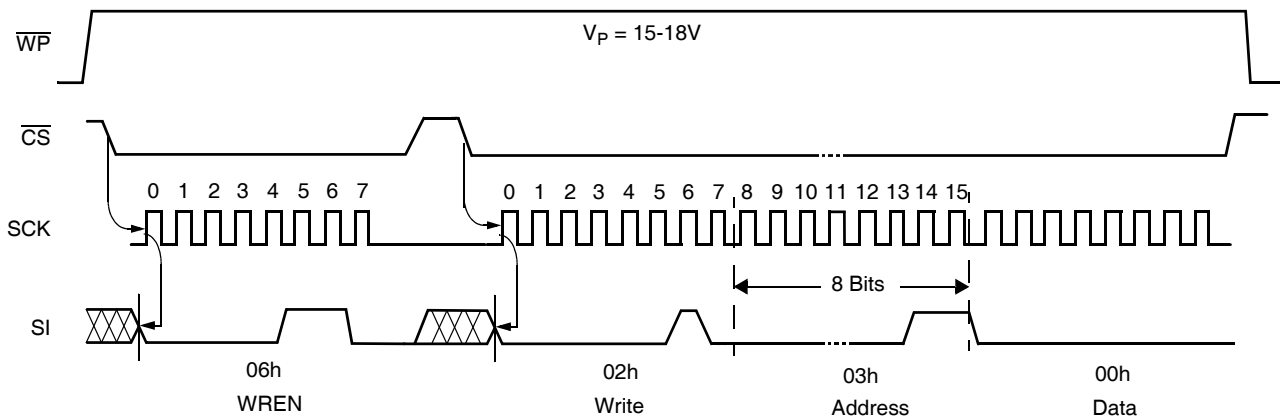 WP
V_P = 15-18V
CS
0 1 2 3 4 5 6 7
0 1 2 3 4 5 6 7 8 9 10 11 12 13 14 15
SCK
8 Bits
SI
06h
02h
03h
00h
WREN
Write
Address
Data